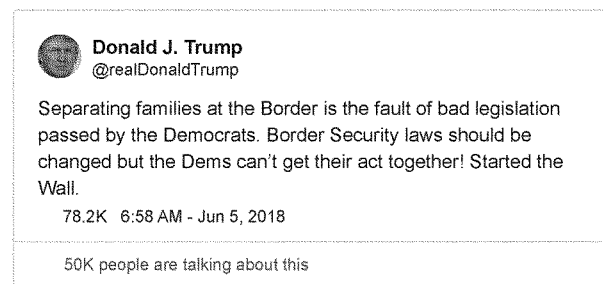 Donald J. Trump
@realDonaldTrump
Separating families at the Border is the fault of bad legislation
passed by the Democrats. Border Security laws should be
changed but the Dems can't get their act together! Started the
Wall.
78.2K 6:58 AM - Jun 5, 2018
50K people are talking about this